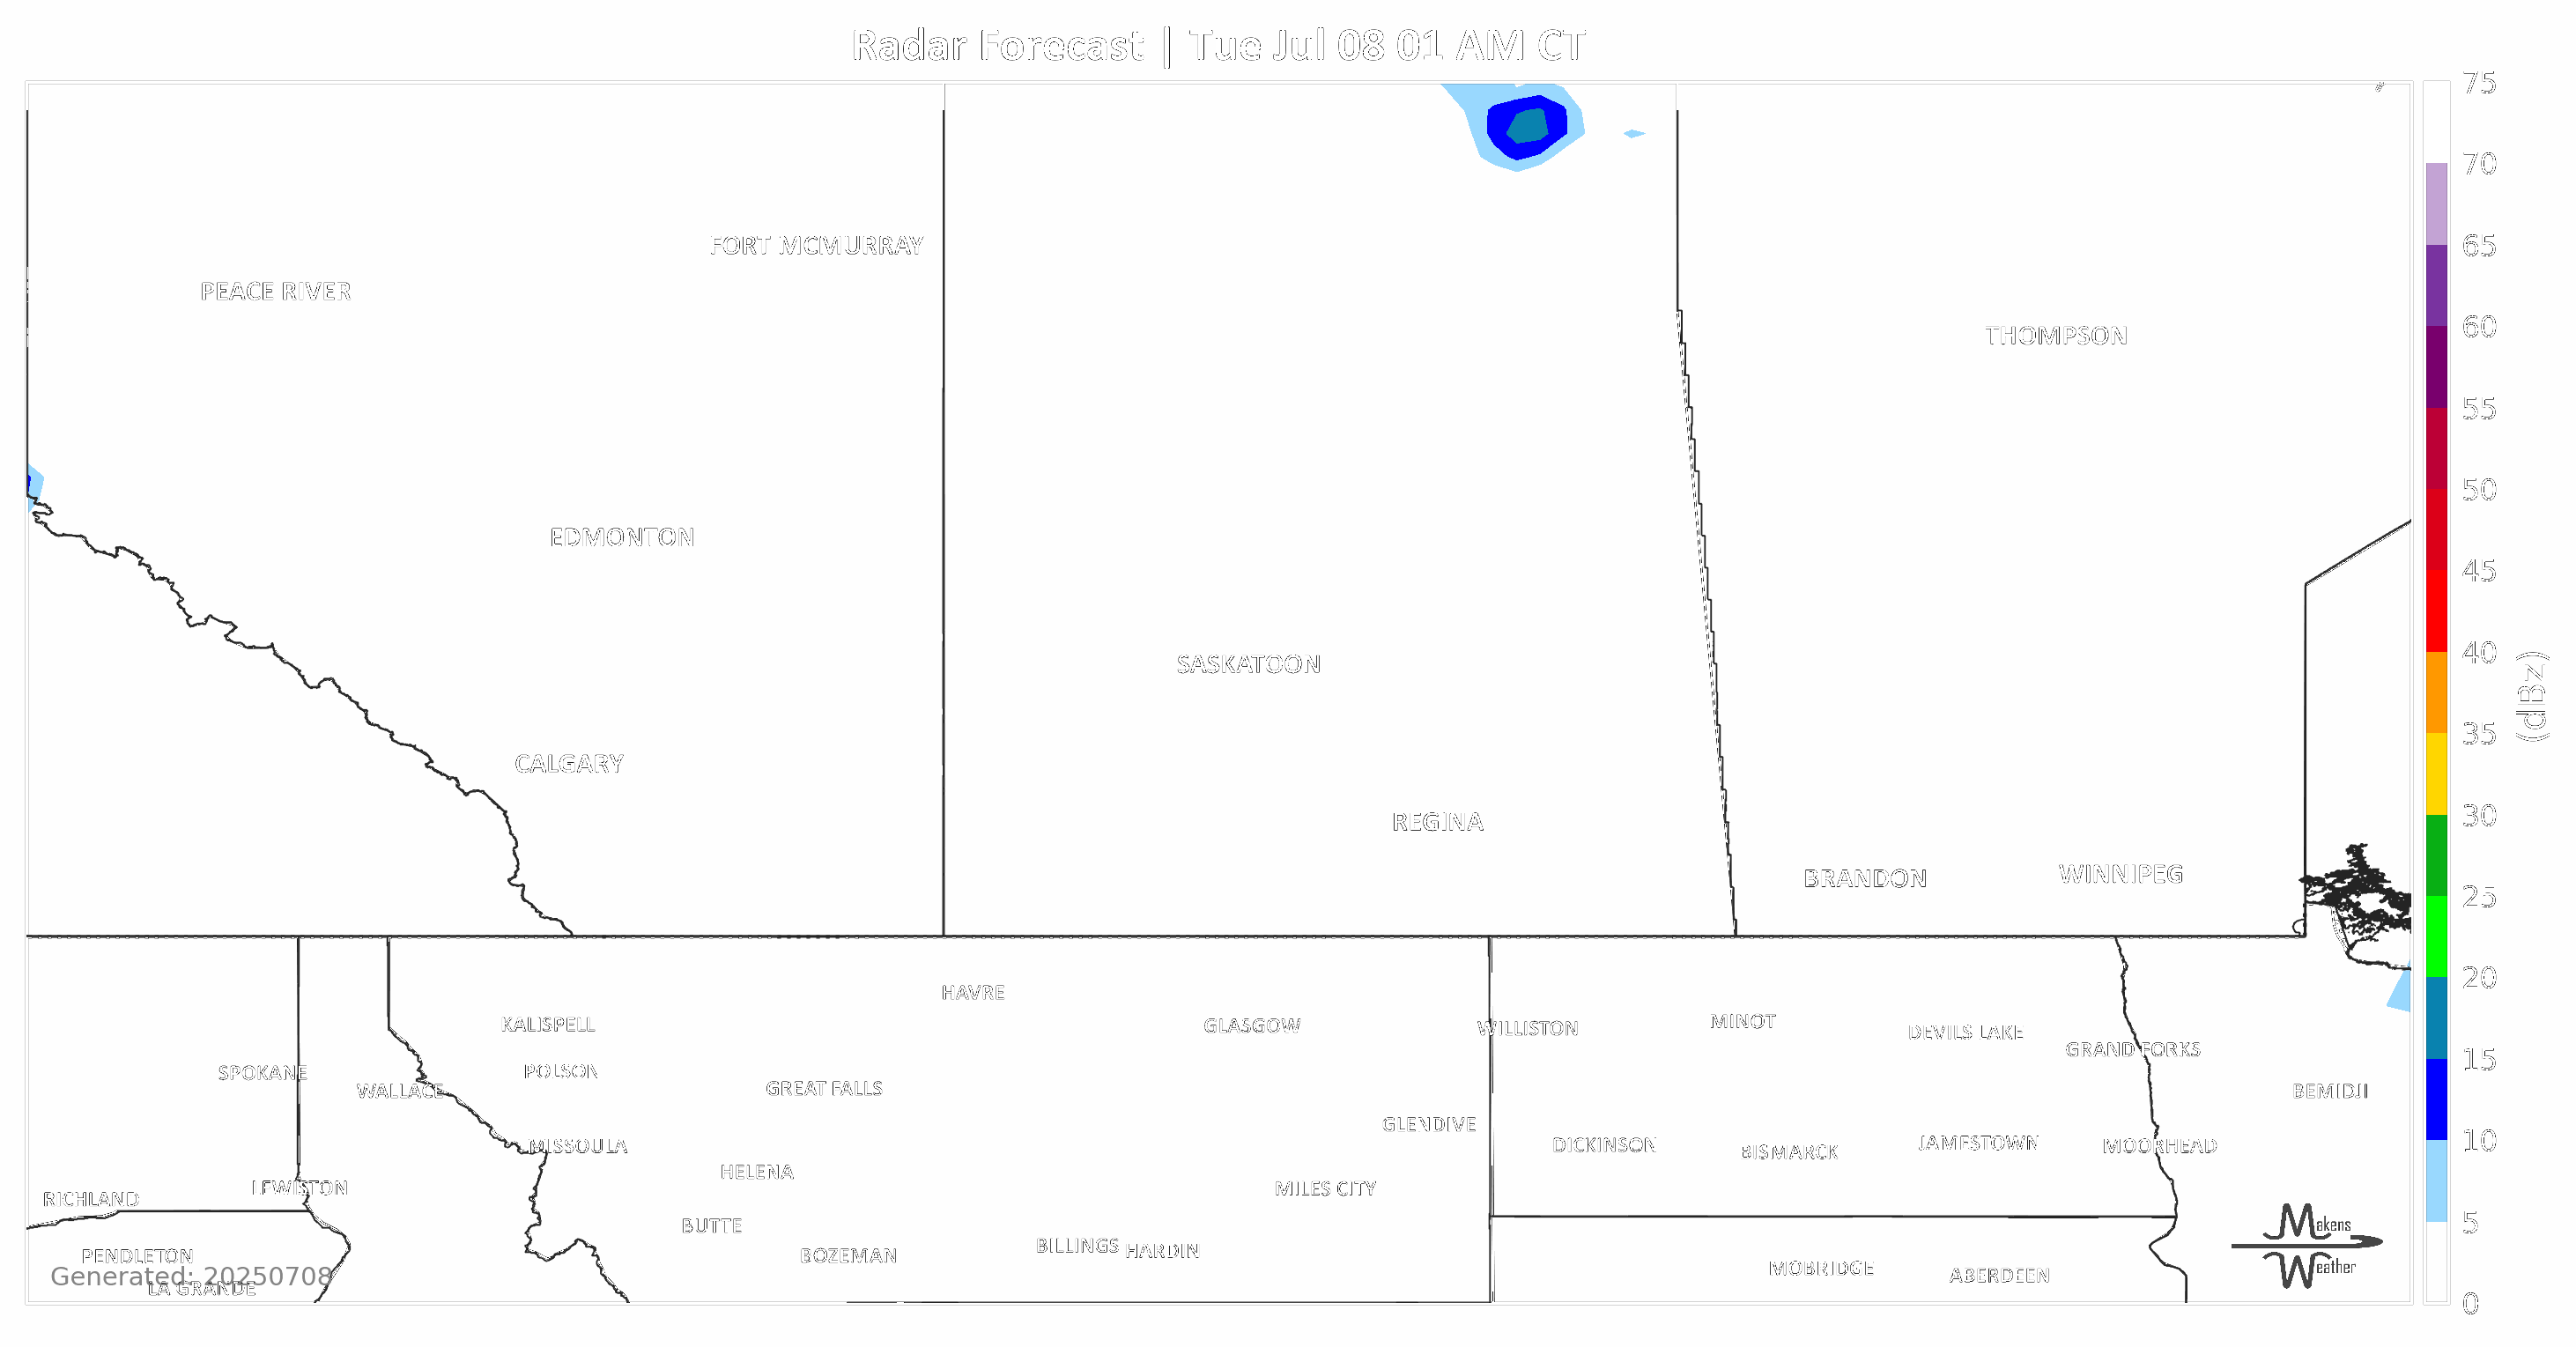 Radar Forecast | Tue Jul 08 01 AM CT
75
70
FORT MCMURRAY
65
PEACE RIVER
60
THOMPSON
55
50
EDMONTON
45
40
SASKATOON
(dBz)
35
CALGARY
30
REGINA
BRANDON
WINNIPEG
25
20
HAVRE
KALISPELL
GLASGOW
WILLISTON
MINOT
DEVILS LAKE
GRAND FORKS
15
SPOKANE
POLSON
WALLACE
GREAT FALLS
BEMIDJI
GLENDIVE
10
MISSOULA
DICKINSON
BISMARCK
JAMESTOWN
MOORHEAD
HELENA
LEWISTON
MILES CITY
RICHLAND
BUTTE
5
Makens
Weather
PENDLETON
BOZEMAN
BILLINGS
HARDIN
Generated: 20250708
LA GRANDE
MOBRIDGE
ABERDEEN
0